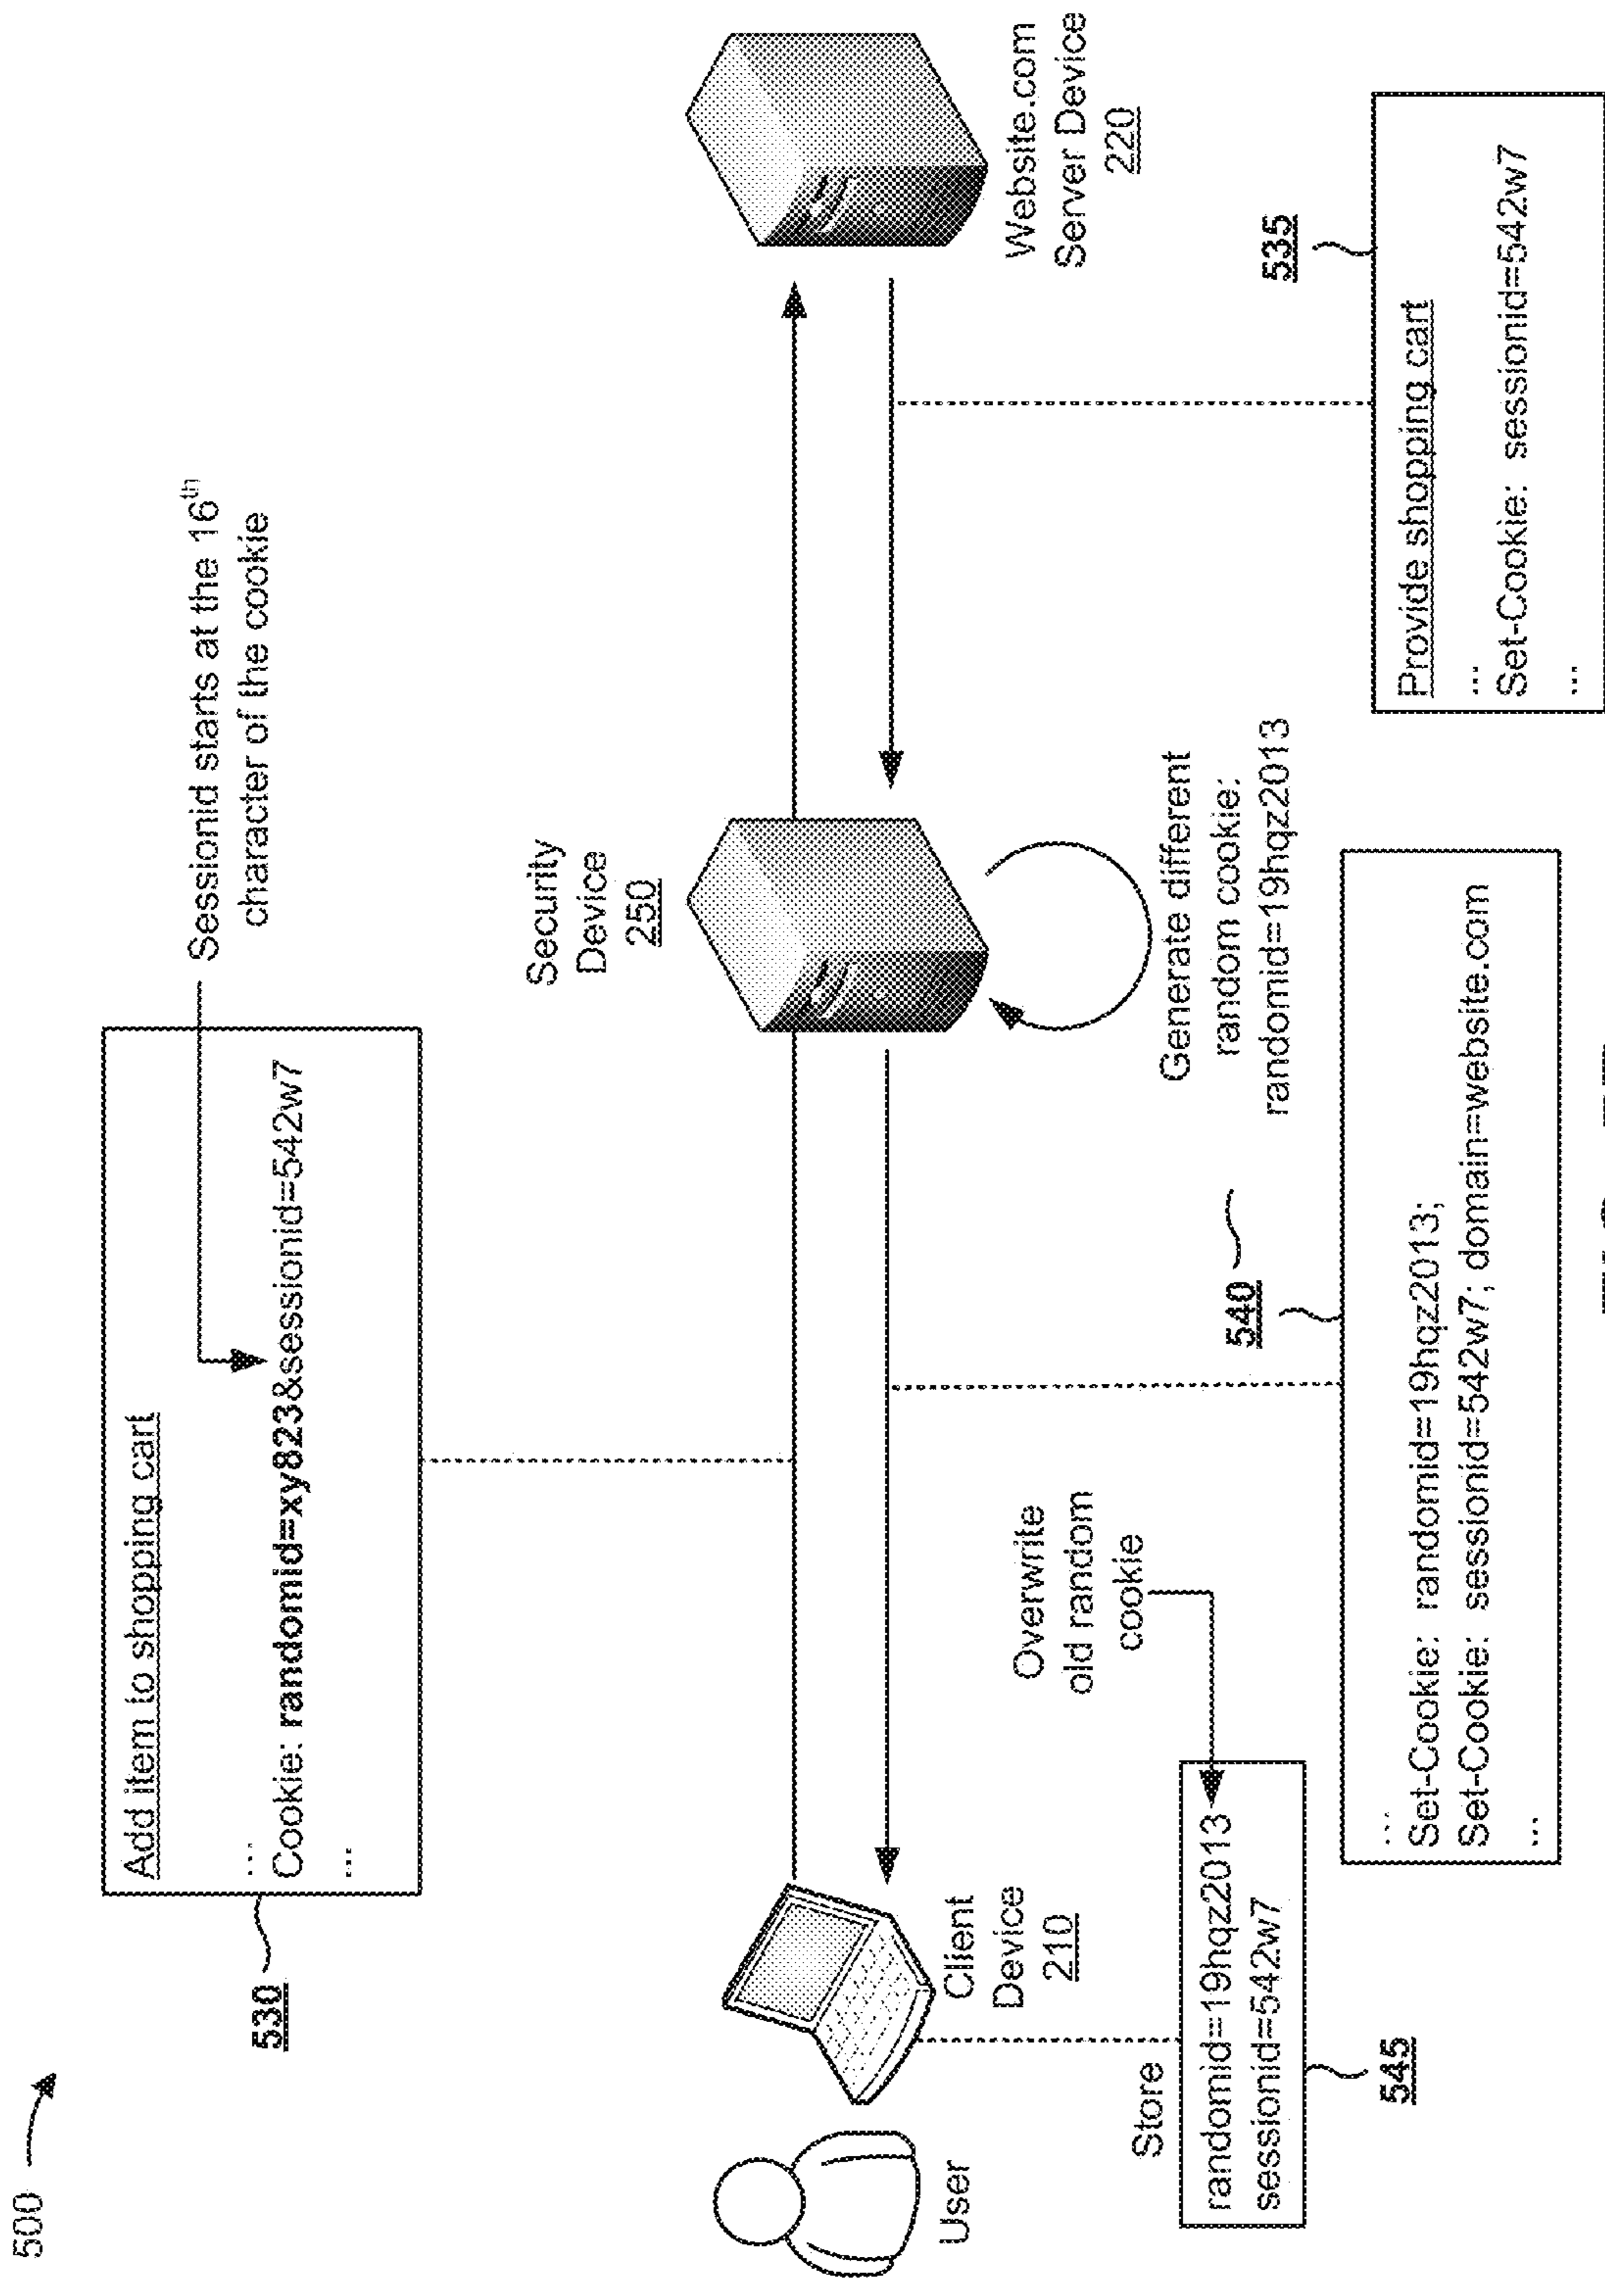 500
Add item to shopping cart
...
Cookie: randomid=xy823&sessionid=542w7
...
530
Sessionid starts at the 16th
character of the cookie
Security
Device
250
User
Client
Device
210
Website.com
Server Device
220
Store
randomid=19hqz2013
sessionid=542w7
545
Overwrite
old random
cookie
Generate different
random cookie:
randomid=19hqz2013
540
...
Set-Cookie: randomid=19hqz2013;
Set-Cookie: sessionid=542w7; domain=website.com
...
535
Provide shopping cart
...
Set-Cookie: sessionid=542w7
...